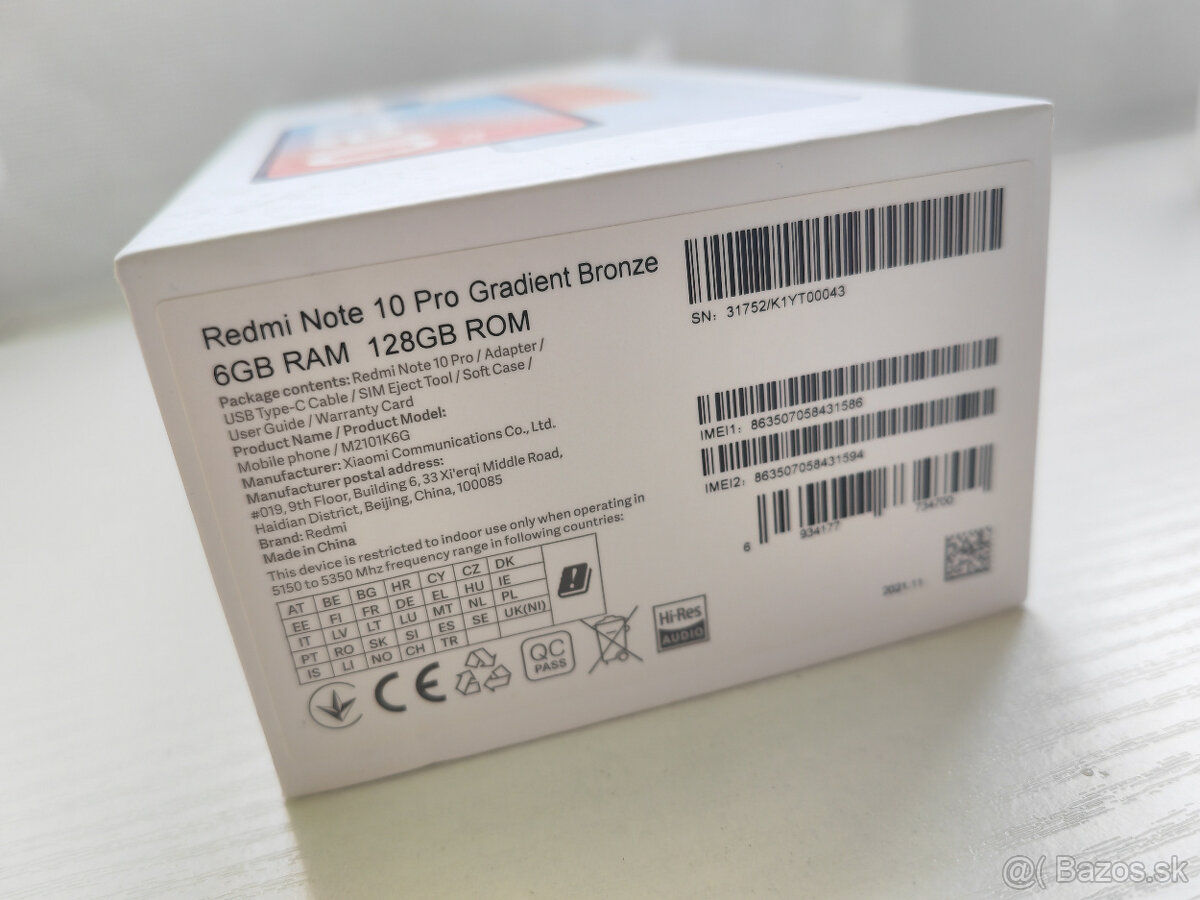 Redmi Note 10 Pro Gradient Bronze
6GB RAM 128GB ROM
Package contents: Redmi Note 10 Pro / Adapter /
USB Type-C Cable / SIM Eject Tool / Soft Case /
User Guide / Warranty Card
Product Name / Product Model:
Mobile phone / M2101K6G
Manufacturer: Xiaomi Communications Co., Ltd.
Manufacturer postal address:
#019, 9th Floor, Building 6, 33 Xi'erqi Middle Road,
Haidian District, Beijing, China, 100085
Brand: Redmi
Made in China
This device is restricted to indoor use only when operating in
5150 to 5350 Mhz frequency range in following countries:
AT BE BG HR CY CZ DK
EE FI FR DE EL HU IE
IT LV LT LU MT NL PL
PT RO SK SI ES SE UK(NI)
IS LI NO CH TR
CE
QC
PASS
Hi-Res
AUDIO
SN: 31752/K1YT00043
IMEI1: 863507058431586
IMEI2: 863507058431594
6 934177 734700
2021.11
@( Bazos.sk